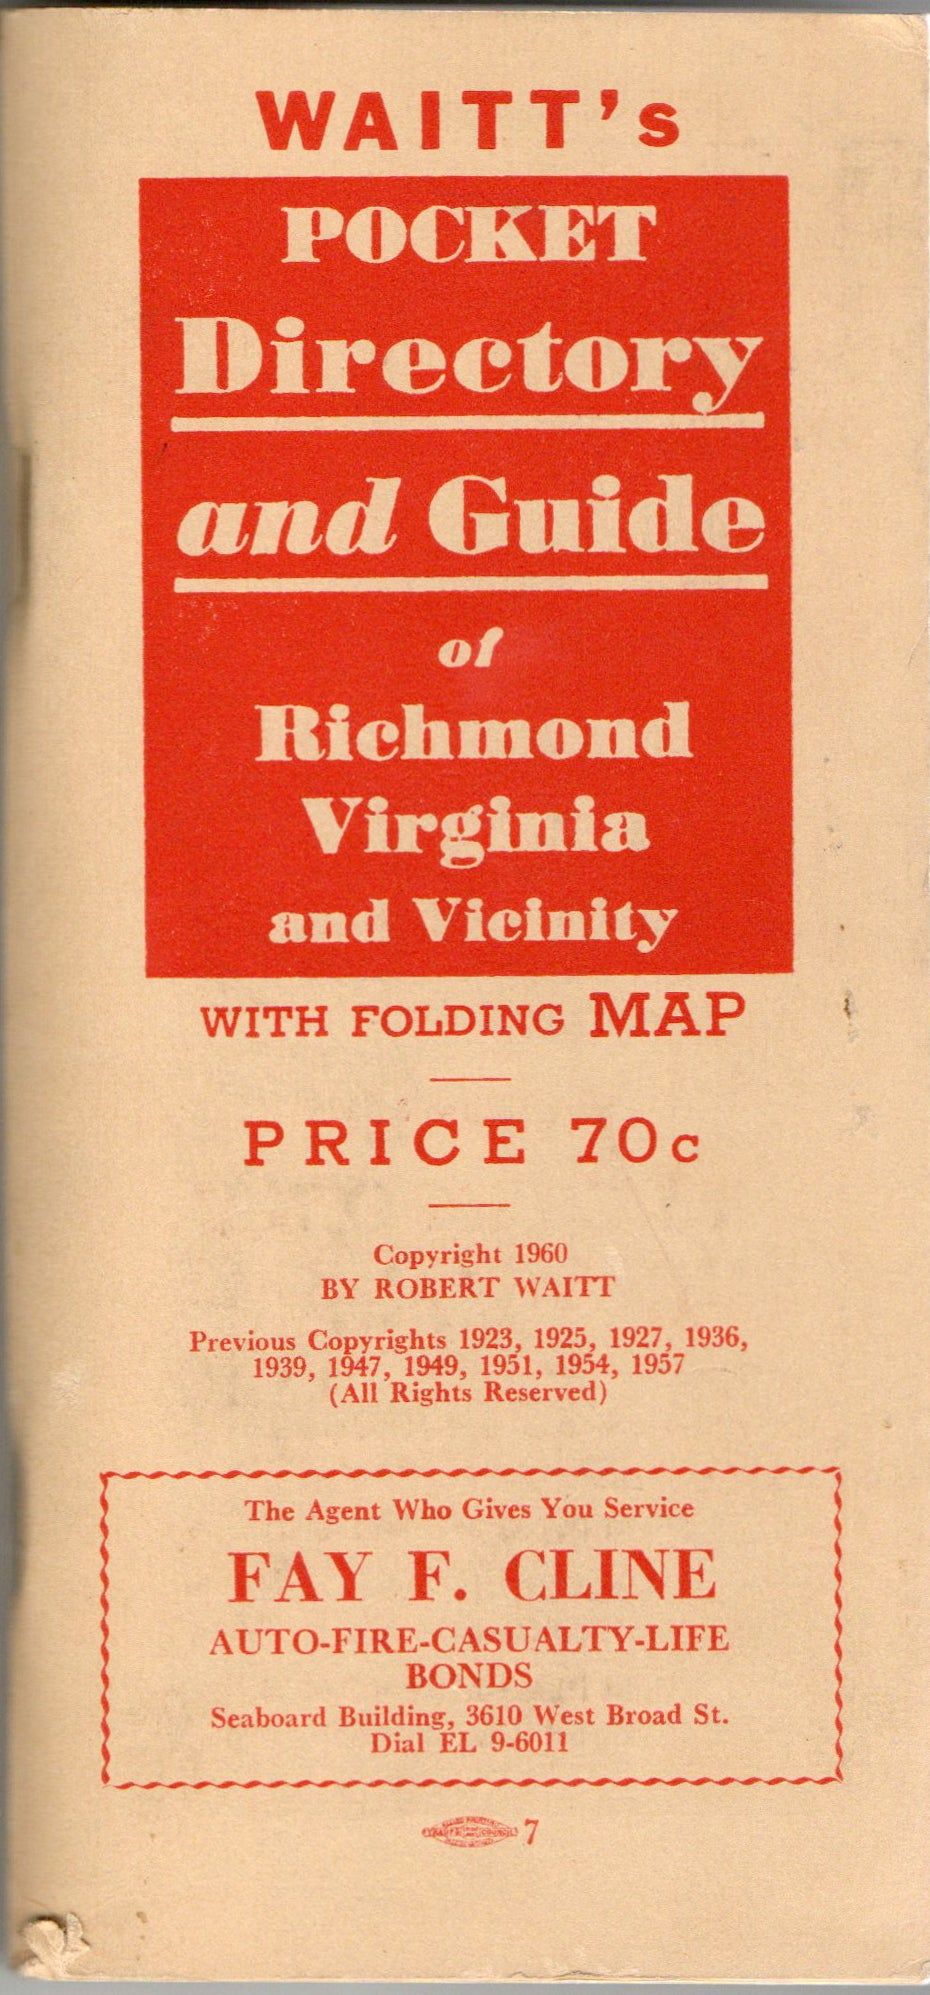 WAITT's
POCKET
Directory
and Guide
of
Richmond
Virginia
and Vicinity
WITH FOLDING MAP
PRICE 70c
Copyright 1960
BY ROBERT WAITT
Previous Copyrights 1923, 1925, 1927, 1936,
1939, 1947, 1949, 1951, 1954, 1957
(All Rights Reserved)
The Agent Who Gives You Service
FAY F. CLINE
AUTO-FIRE-CASUALTY-LIFE
BONDS
Seaboard Building, 3610 West Broad St.
Dial EL 9-6011
7